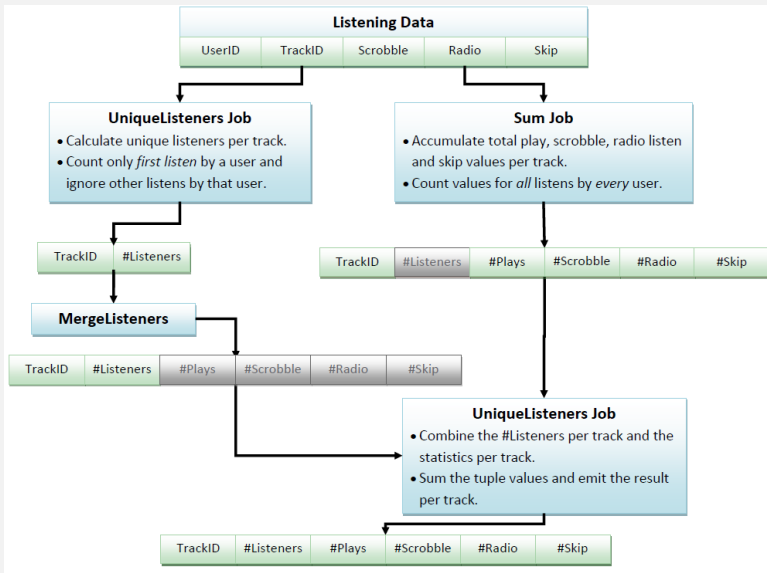 Listening Data
UserID TrackID Scrobble Radio Skip
UniqueListeners Job
• Calculate unique listeners per track.
• Count only first listen by a user and
ignore other listens by that user.
Sum Job
• Accumulate total play, scrobble, radio listen
and skip values per track.
• Count values for all listens by every user.
TrackID #Listeners
TrackID #Listeners #Plays #Scrobble #Radio #Skip
MergeListeners
TrackID #Listeners #Plays #Scrobble #Radio #Skip
UniqueListeners Job
• Combine the #Listeners per track and the
statistics per track.
• Sum the tuple values and emit the result
per track.
TrackID #Listeners #Plays #Scrobble #Radio #Skip